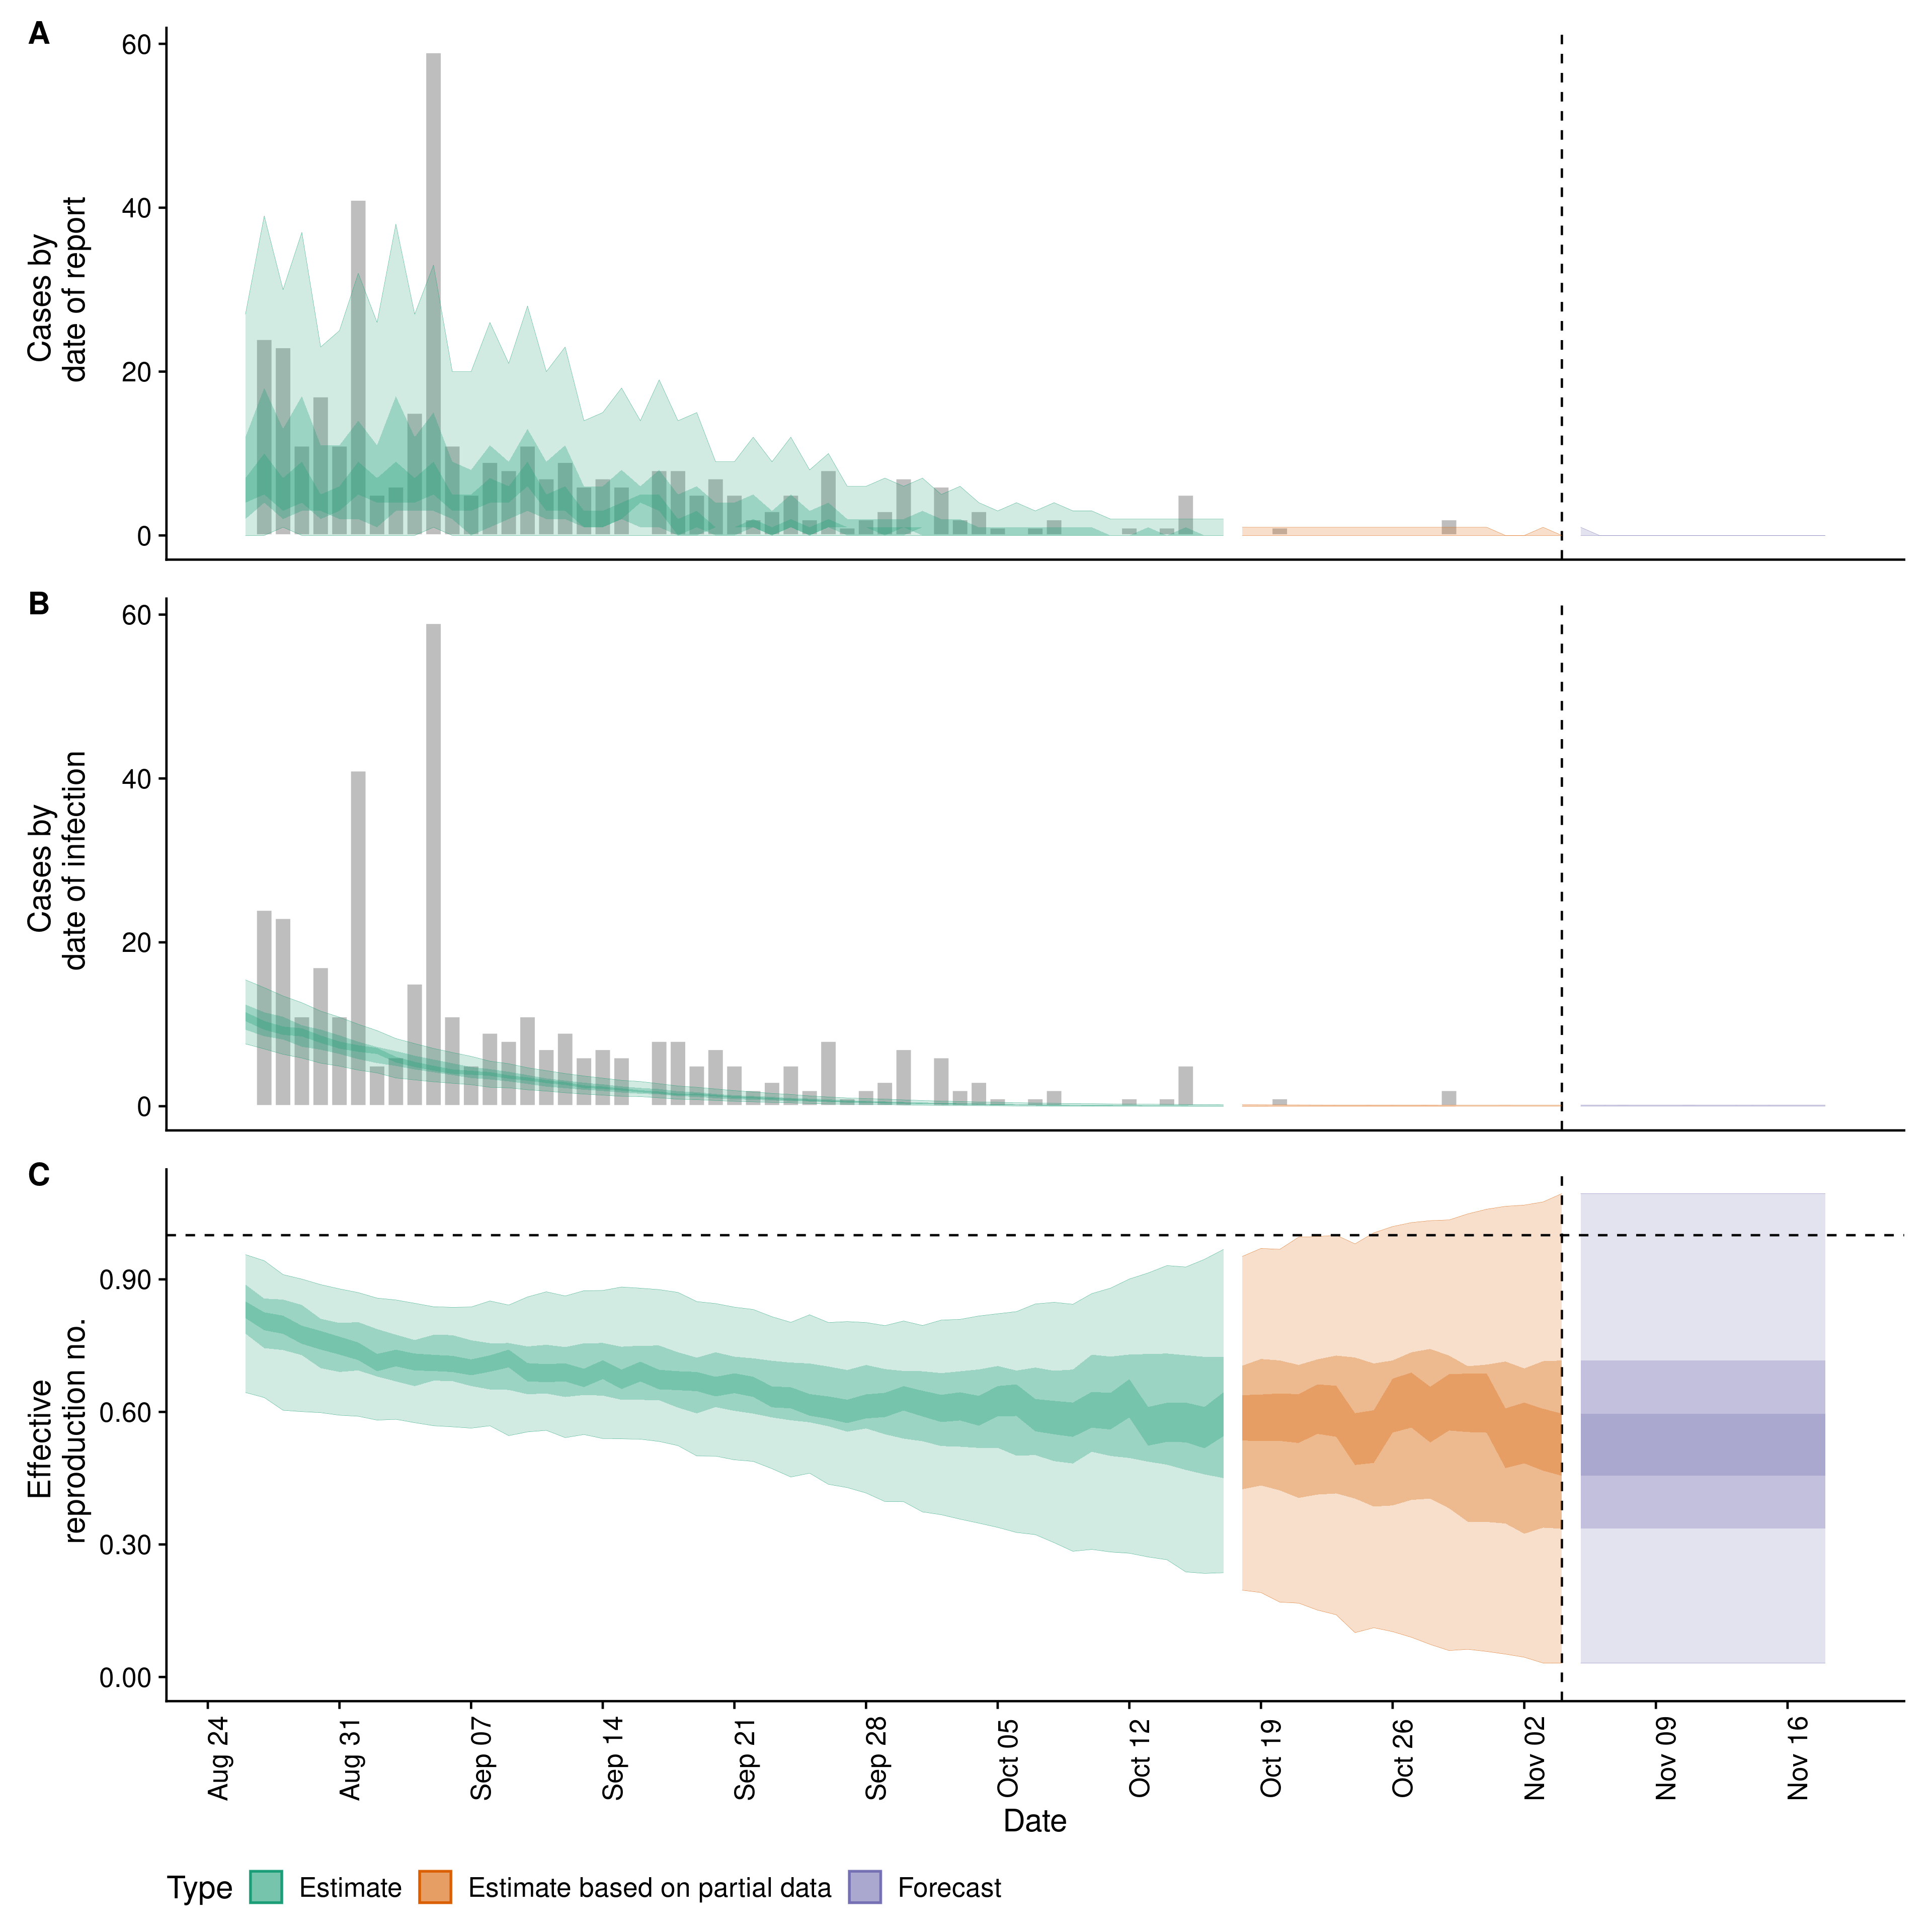 A
60
40
20
0
Cases by
date of report
B
60
40
20
0
Cases by
date of infection
C
0.90
0.60
0.30
0.00
Effective
reproduction no.
Aug 24
Aug 31
Sep 07
Sep 14
Sep 21
Sep 28
Oct 05
Oct 12
Oct 19
Oct 26
Nov 02
Nov 09
Nov 16
Date
Type Estimate Estimate based on partial data Forecast